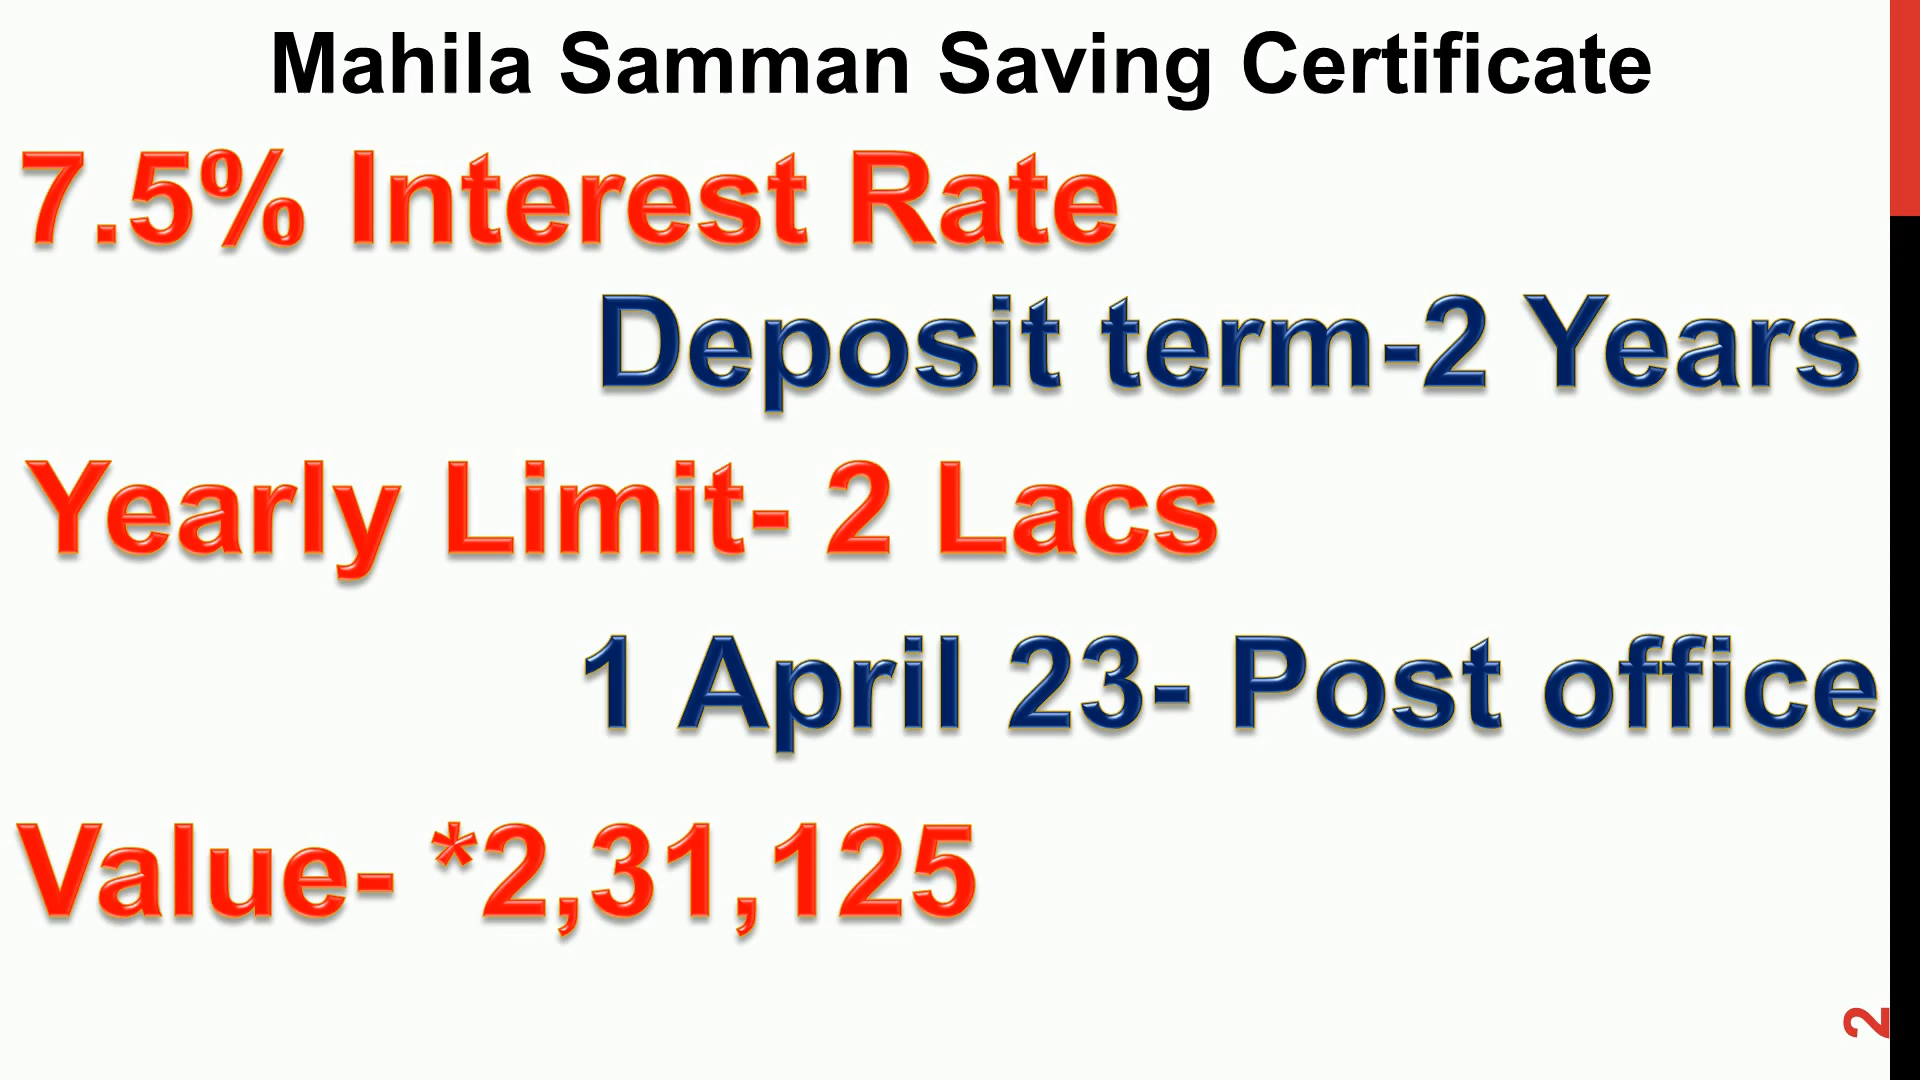 Mahila Samman Saving Certificate
7.5% Interest Rate
Deposit term-2 Years
Yearly Limit- 2 Lacs
1 April 23- Post office
Value- *2,31,125
2